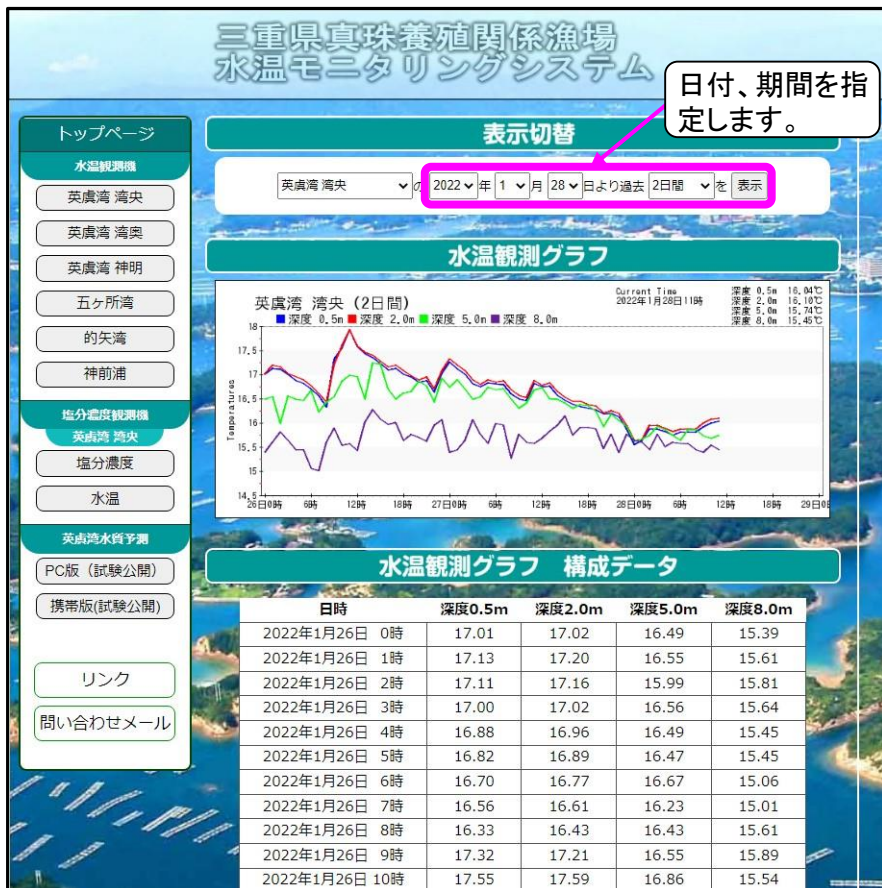 三重県真珠養殖関係漁場
水温モニタリングシステム
日付、期間を指
定します。
トップページ
水温観測機
英虞湾 湾央
英虞湾 湾奥
英虞湾 神明
五ヶ所湾
的矢湾
神前浦
塩分濃度観測機
英虞湾 湾央
塩分濃度
水温
英虞湾水質予測
PC版（試験公開）
携帯版(試験公開)
リンク
問い合わせメール
表示切替
英虞湾 湾央 の 2022 年 1 月 28 日より過去 2日間 を 表示
水温観測グラフ
英虞湾 湾央 (2日間)
Current Time
2022年1月28日11時
深度 0.5m 16.04℃
深度 2.0m 16.10℃
深度 5.0m 15.74℃
深度 8.0m 15.45℃
深度 0.5m 深度 2.0m 深度 5.0m 深度 8.0m
Temperatures
18
17.5
17
16.5
16
15.5
15
14.5
26日0時 6時 12時 18時 27日0時 6時 12時 18時 28日0時 6時 12時 18時 29日0時
水温観測グラフ 構成データ
日時 深度0.5m 深度2.0m 深度5.0m 深度8.0m
2022年1月26日 0時 17.01 17.02 16.49 15.39
2022年1月26日 1時 17.13 17.20 16.55 15.61
2022年1月26日 2時 17.11 17.16 15.99 15.81
2022年1月26日 3時 17.00 17.02 16.56 15.64
2022年1月26日 4時 16.88 16.96 16.49 15.45
2022年1月26日 5時 16.82 16.89 16.47 15.45
2022年1月26日 6時 16.70 16.77 16.67 15.06
2022年1月26日 7時 16.56 16.61 16.23 15.01
2022年1月26日 8時 16.33 16.43 16.43 15.61
2022年1月26日 9時 17.32 17.21 16.55 15.89
2022年1月26日 10時 17.55 17.59 16.86 15.54